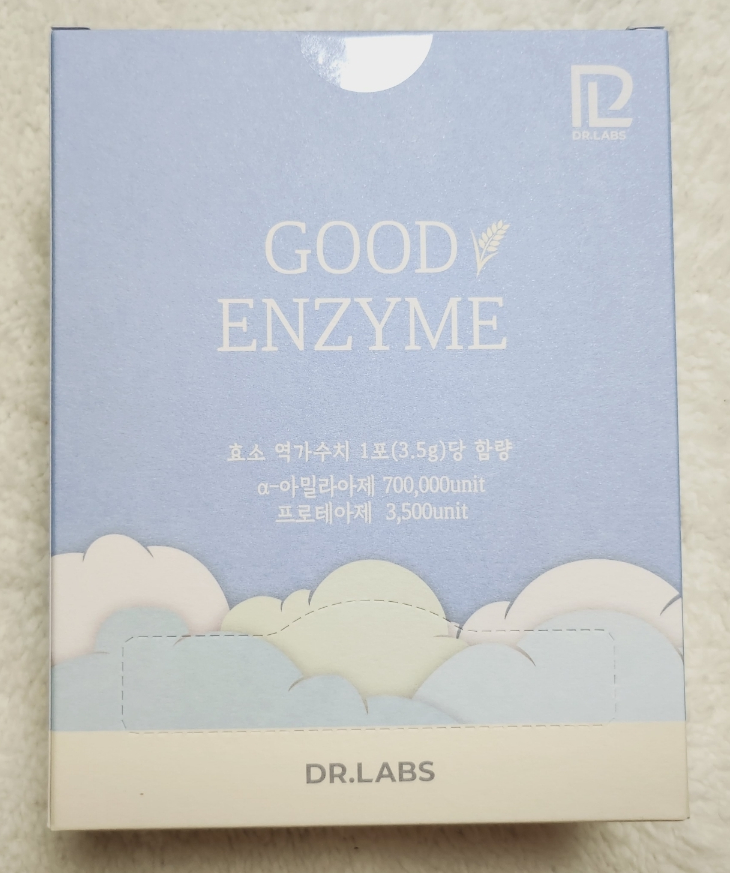 DR.LABS
GOOD
ENZYME
효소 역가수치 1포(3.5g)당 함량
α-아밀라아제 700,000unit
프로테아제 3,500unit
DR.LABS